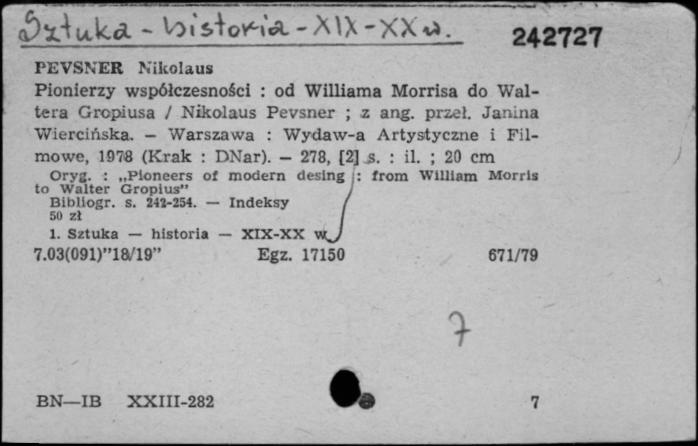 Sztuka - historia - XIX-XX w.
242727
PEVSNER Nikolaus
Pionierzy współczesności : od Williama Morrisa do Wal-
tera Gropiusa / Nikolaus Pevsner ; z ang. przeł. Janina
Wiercińska. — Warszawa : Wydaw-a Artystyczne i Fil-
mowe, 1978 (Krak : DNar). — 278, [2] s. : il. ; 20 cm
Oryg. : „Pioneers of modern desing : from William Morris
to Walter Gropius”
Bibliogr. s. 242-254. — Indeksy
50 zł
1. Sztuka — historia — XIX-XX w.
7.03(091)”18/19” Egz. 17150 671/79
7
BN—IB XXIII-282 7